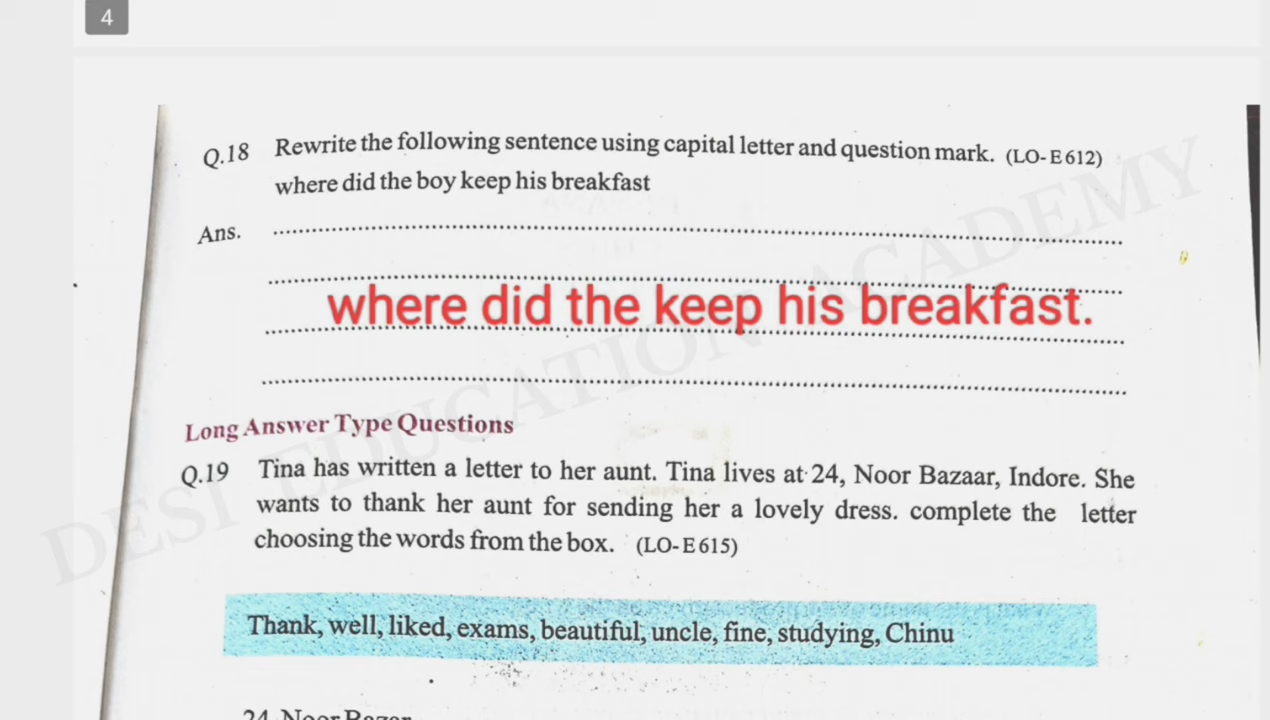 4
Q.18 Rewrite the following sentence using capital letter and question mark. (LO-E612)
where did the boy keep his breakfast
Ans.
where did the keep his breakfast.
Long Answer Type Questions
Q.19 Tina has written a letter to her aunt. Tina lives at 24, Noor Bazaar, Indore. She
wants to thank her aunt for sending her a lovely dress. complete the letter
choosing the words from the box. (LO-E615)
Thank, well, liked, exams, beautiful, uncle, fine, studying, Chinu
24 Noor Bazar
DESI EDUCATION ACADEMY